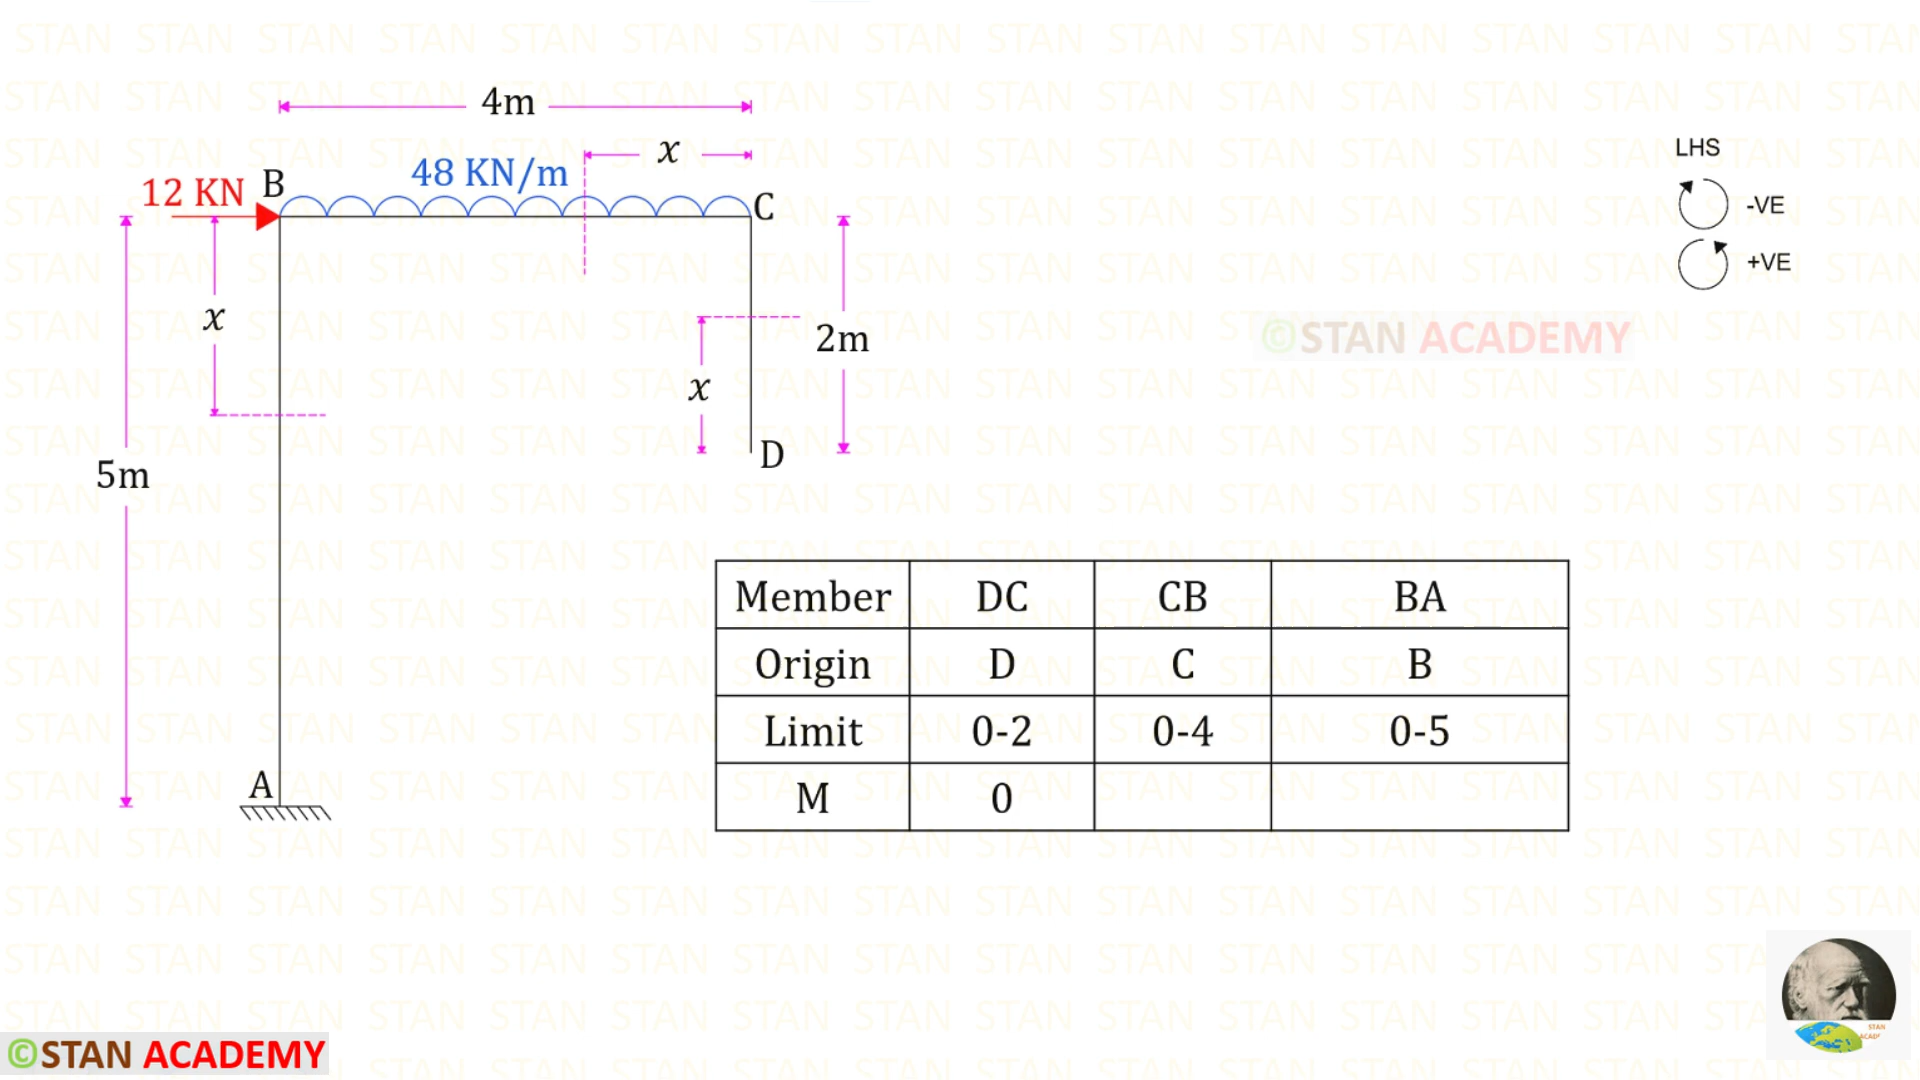 4m
x
48 KN/m
12 KN
B
C
LHS
-VE
+VE
x
2m
x
©STAN ACADEMY
D
5m
A
Member DC CB BA
Origin D C B
Limit 0-2 0-4 0-5
M 0
©STAN ACADEMY
STAN